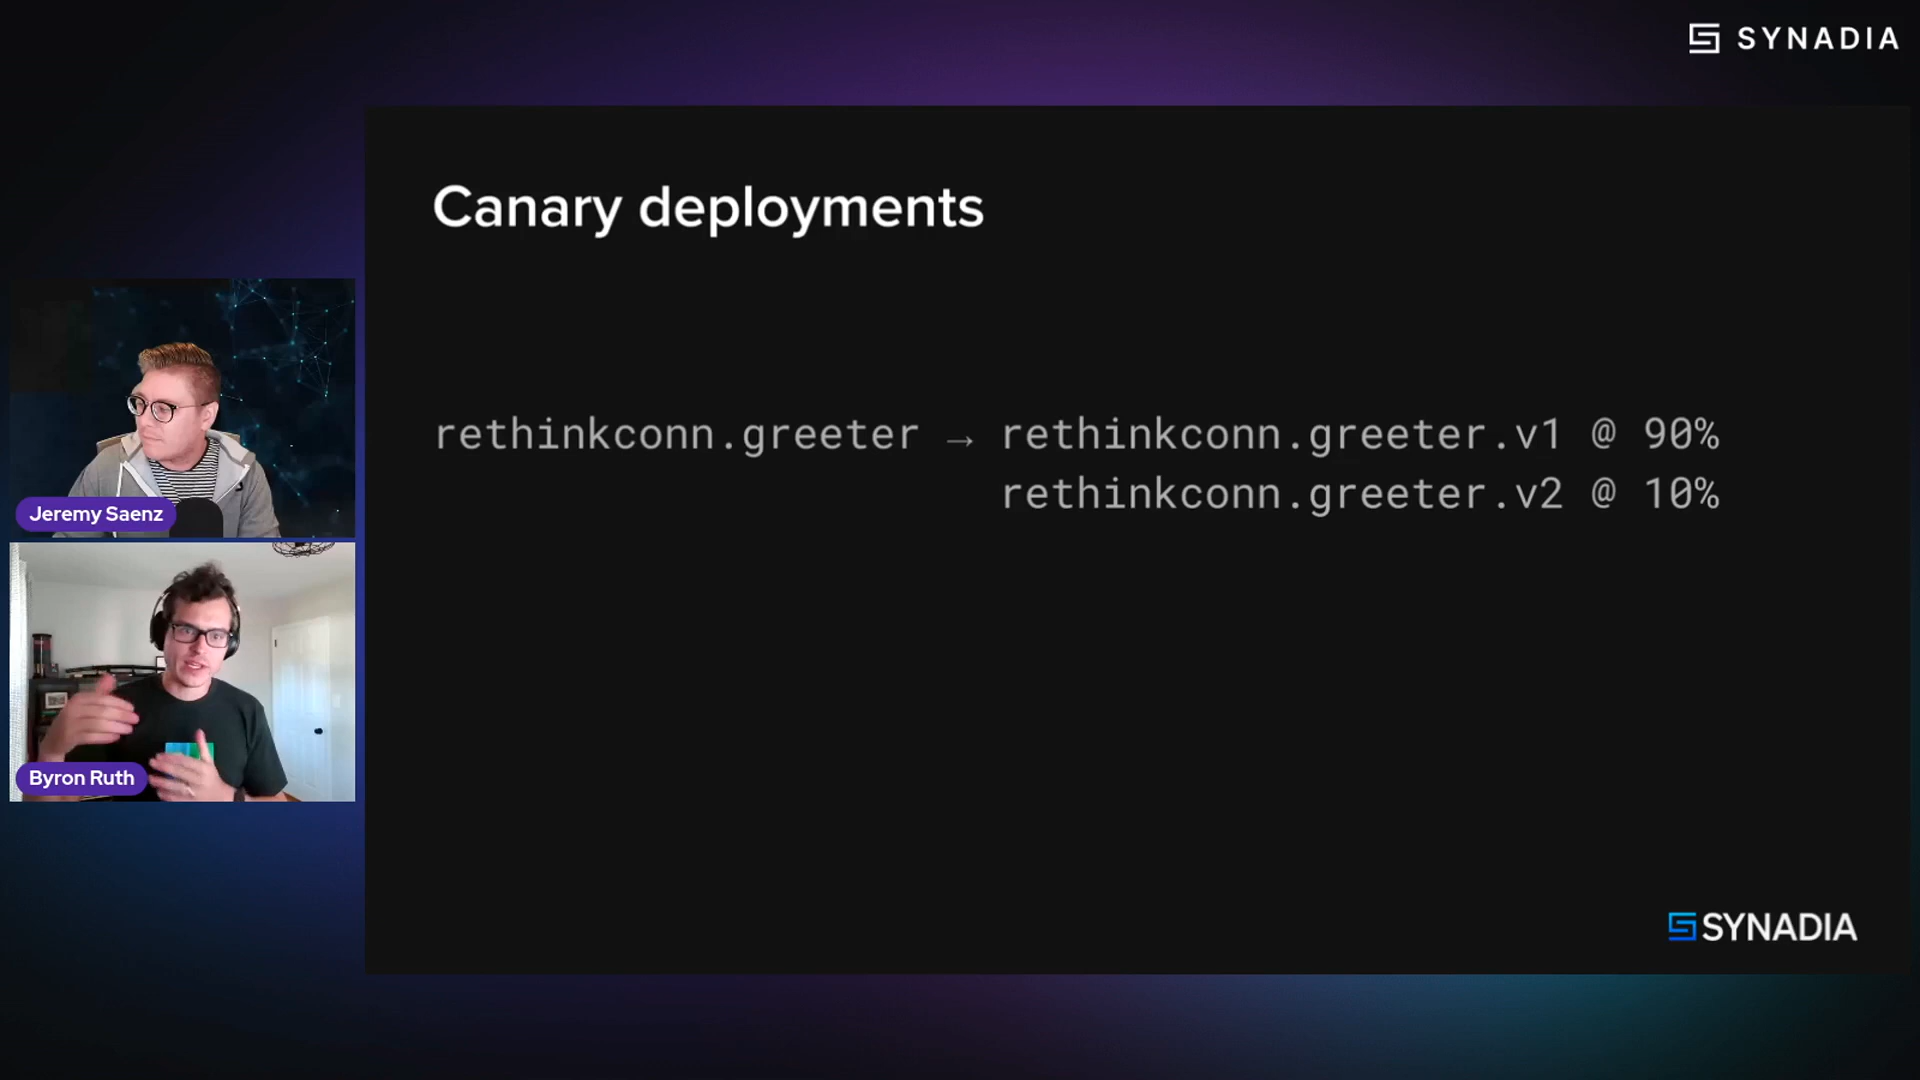 SYNADIA
Canary deployments
rethinkconn.greeter → rethinkconn.greeter.v1 @ 90%
rethinkconn.greeter.v2 @ 10%
Jeremy Saenz
Byron Ruth
SYNADIA